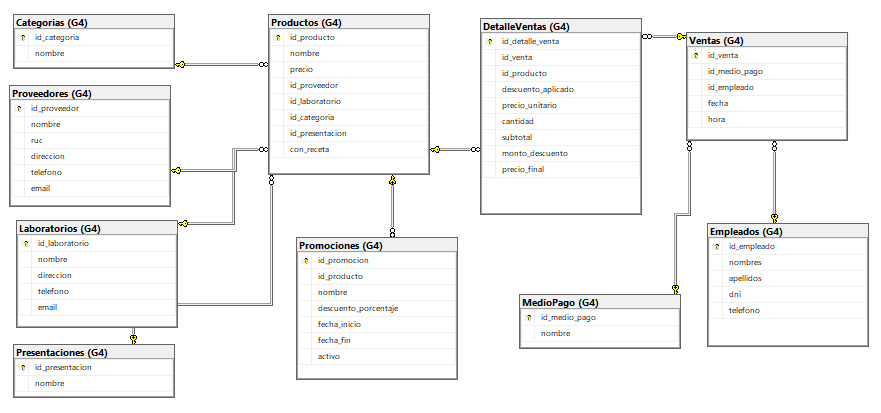 Categorias (G4)
id_categoria
nombre
Proveedores (G4)
id_proveedor
nombre
ruc
direccion
telefono
email
Laboratorios (G4)
id_laboratorio
nombre
direccion
telefono
email
Presentaciones (G4)
id_presentacion
nombre
Productos (G4)
id_producto
nombre
precio
id_proveedor
id_laboratorio
id_categoria
id_presentacion
con_receta
Promociones (G4)
id_promocion
id_producto
nombre
descuento_porcentaje
fecha_inicio
fecha_fin
activo
DetalleVentas (G4)
id_detalle_venta
id_venta
id_producto
descuento_aplicado
precio_unitario
cantidad
subtotal
monto_descuento
precio_final
MedioPago (G4)
id_medio_pago
nombre
Ventas (G4)
id_venta
id_medio_pago
id_empleado
fecha
hora
Empleados (G4)
id_empleado
nombres
apellidos
dni
telefono